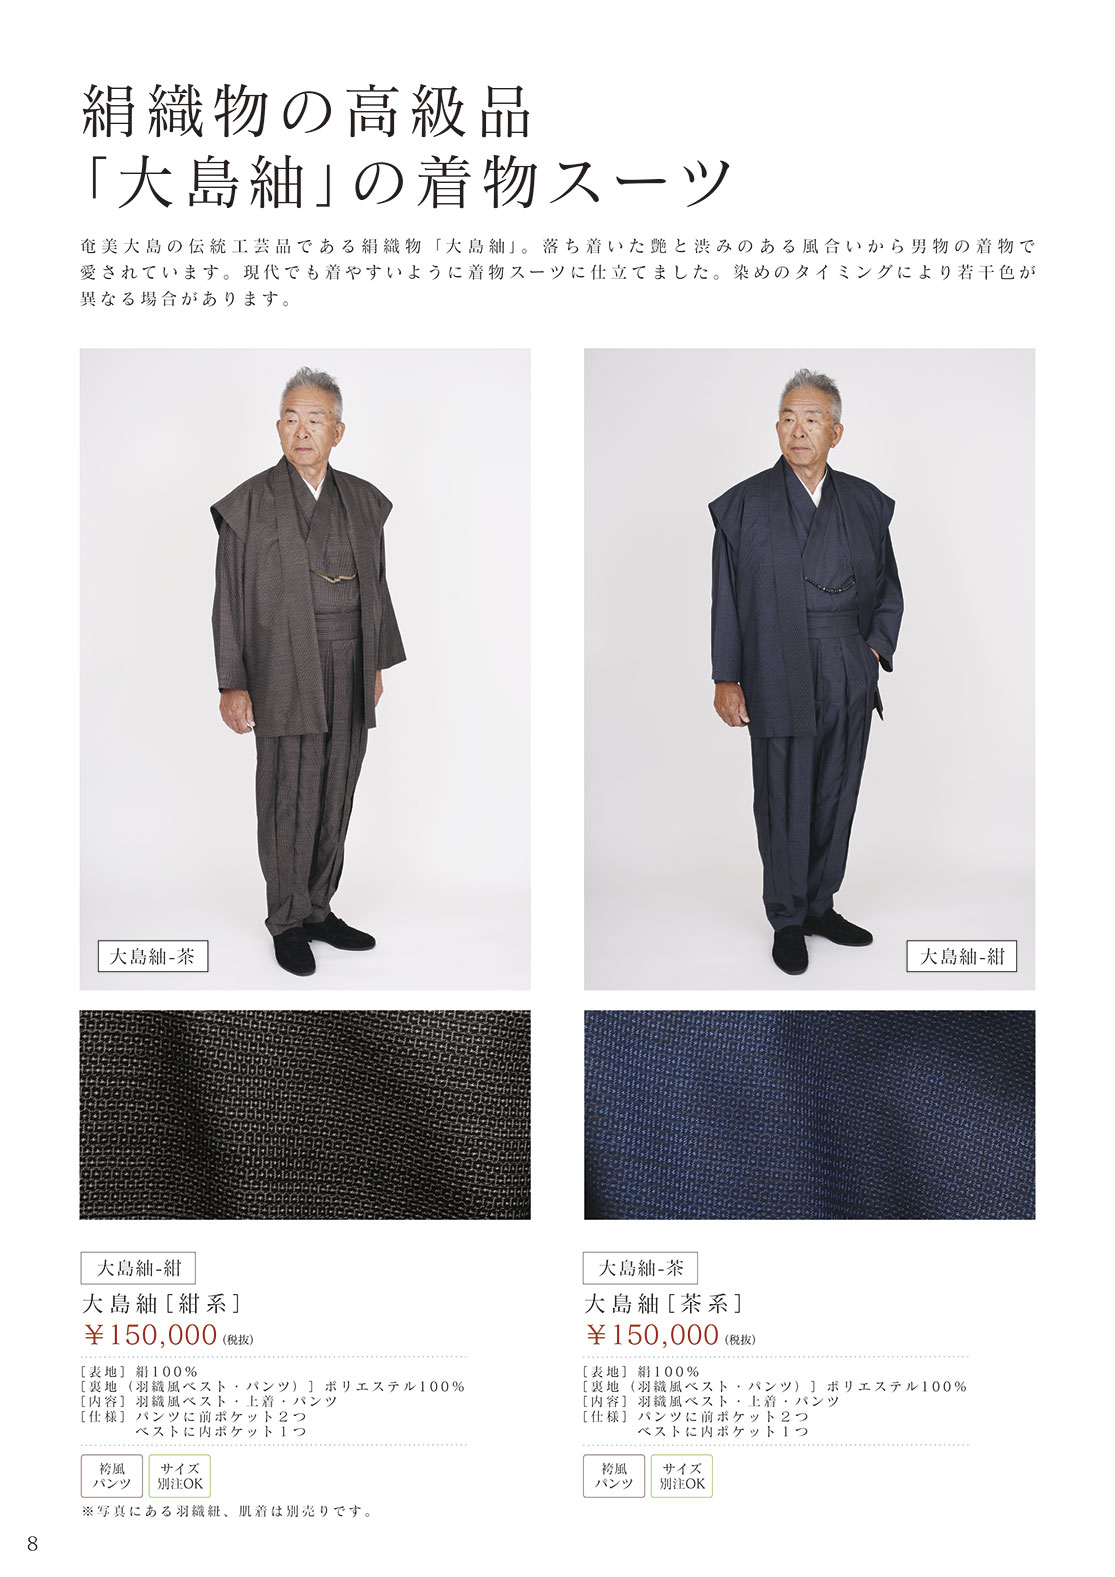 絹織物の高級品
「大島紬」の着物スーツ
奄美大島の伝統工芸品である絹織物「大島紬」。落ち着いた艶と渋みのある風合いから男物の着物で
愛されています。現代でも着やすいように着物スーツに仕立てました。染めのタイミングにより若干色が
異なる場合があります。
大島紬-茶
大島紬-紺
大島紬-紺
大島紬［紺系］
￥150,000（税抜）
［表地］絹100％
［裏地（羽織風ベスト・パンツ）］ポリエステル100％
［内容］羽織風ベスト・上着・パンツ
［仕様］パンツに前ポケット２つ
ベストに内ポケット１つ
袴風
パンツ
サイズ
別注OK
※写真にある羽織紐、肌着は別売りです。
大島紬-茶
大島紬［茶系］
￥150,000（税抜）
［表地］絹100％
［裏地（羽織風ベスト・パンツ）］ポリエステル100％
［内容］羽織風ベスト・上着・パンツ
［仕様］パンツに前ポケット２つ
ベストに内ポケット１つ
袴風
パンツ
サイズ
別注OK
8